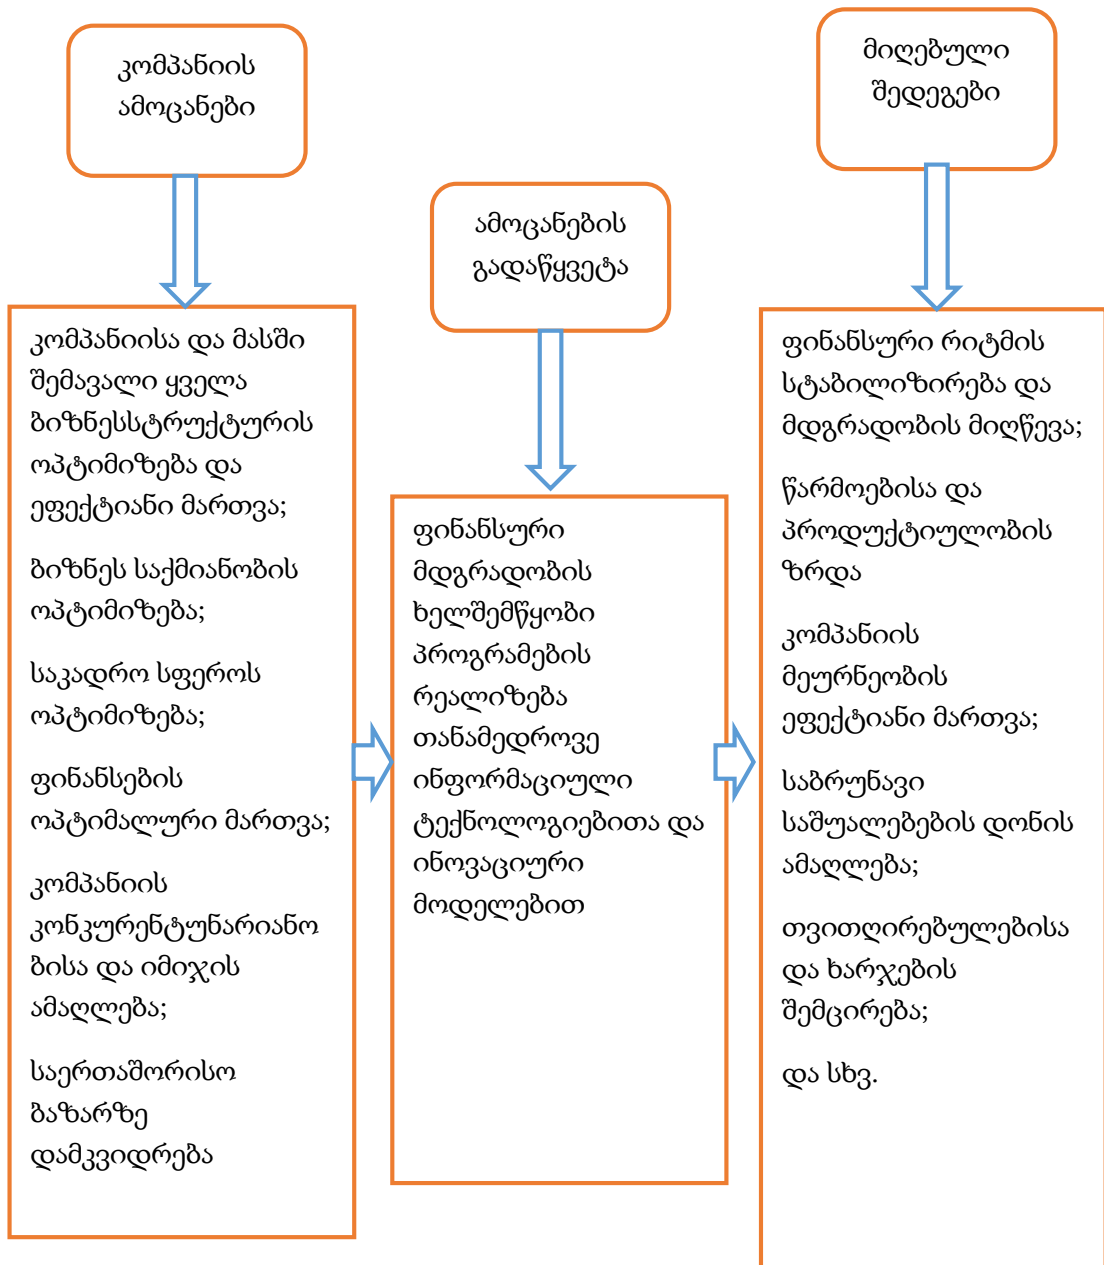 კომპანიის
ამოცანები
კომპანიისა და მასში
შემავალი ყველა
ბიზნესსტრუქტურის
ოპტიმიზება და
ეფექტიანი მართვა;
ბიზნეს საქმიანობის
ოპტიმიზება;
საკადრო სფეროს
ოპტიმიზება;
ფინანსების
ოპტიმალური მართვა;
კომპანიის
კონკურენტუნარიანო
ბისა და იმიჯის
ამაღლება;
საერთაშორისო
ბაზარზე
დამკვიდრება
ამოცანების
გადაწყვეტა
ფინანსური
მდგრადობის
ხელშემწყობი
პროგრამების
რეალიზება
თანამედროვე
ინფორმაციული
ტექნოლოგიებითა და
ინოვაციური
მოდელებით
მიღებული
შედეგები
ფინანსური რიტმის
სტაბილიზირება და
მდგრადობის მიღწევა;
წარმოებისა და
პროდუქტიულობის
ზრდა
კომპანიის
მეურნეობის
ეფექტიანი მართვა;
საბრუნავი
საშუალებების დონის
ამაღლება;
თვითღირებულებისა
და ხარჯების
შემცირება;
და სხვ.